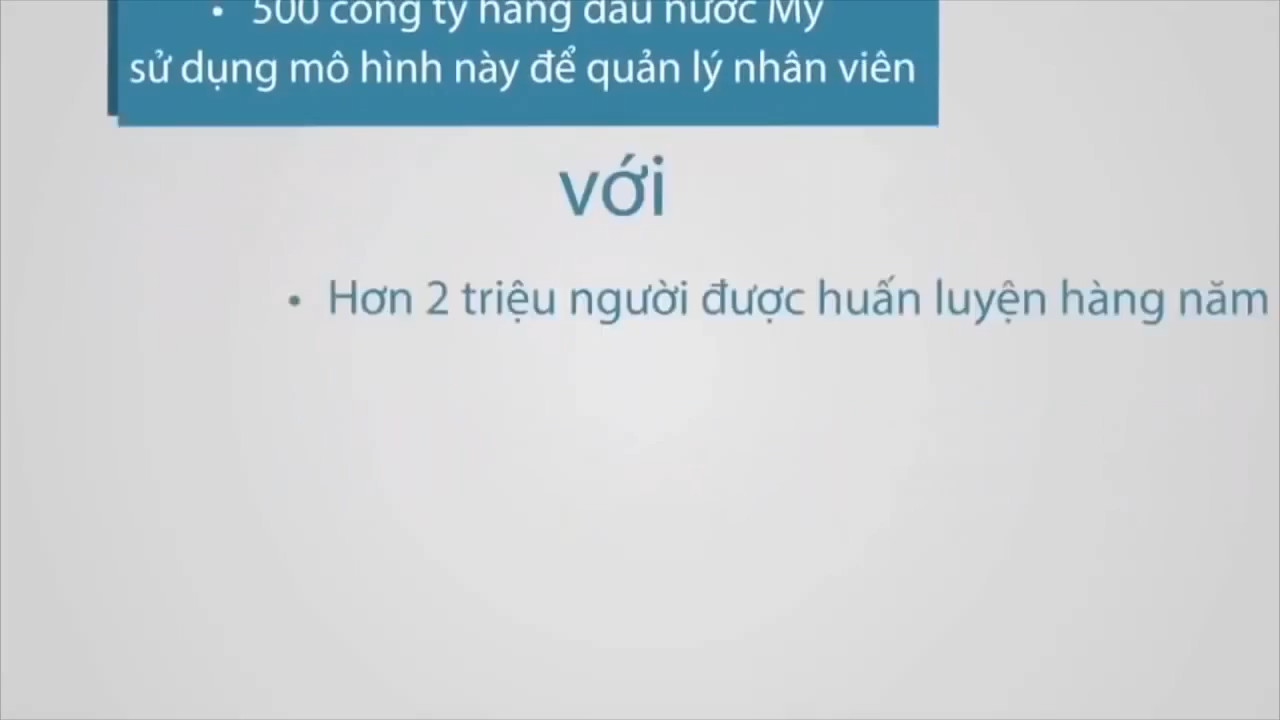 • 500 công ty hàng đầu nước Mỹ
sử dụng mô hình này để quản lý nhân viên
với
• Hơn 2 triệu người được huấn luyện hàng năm